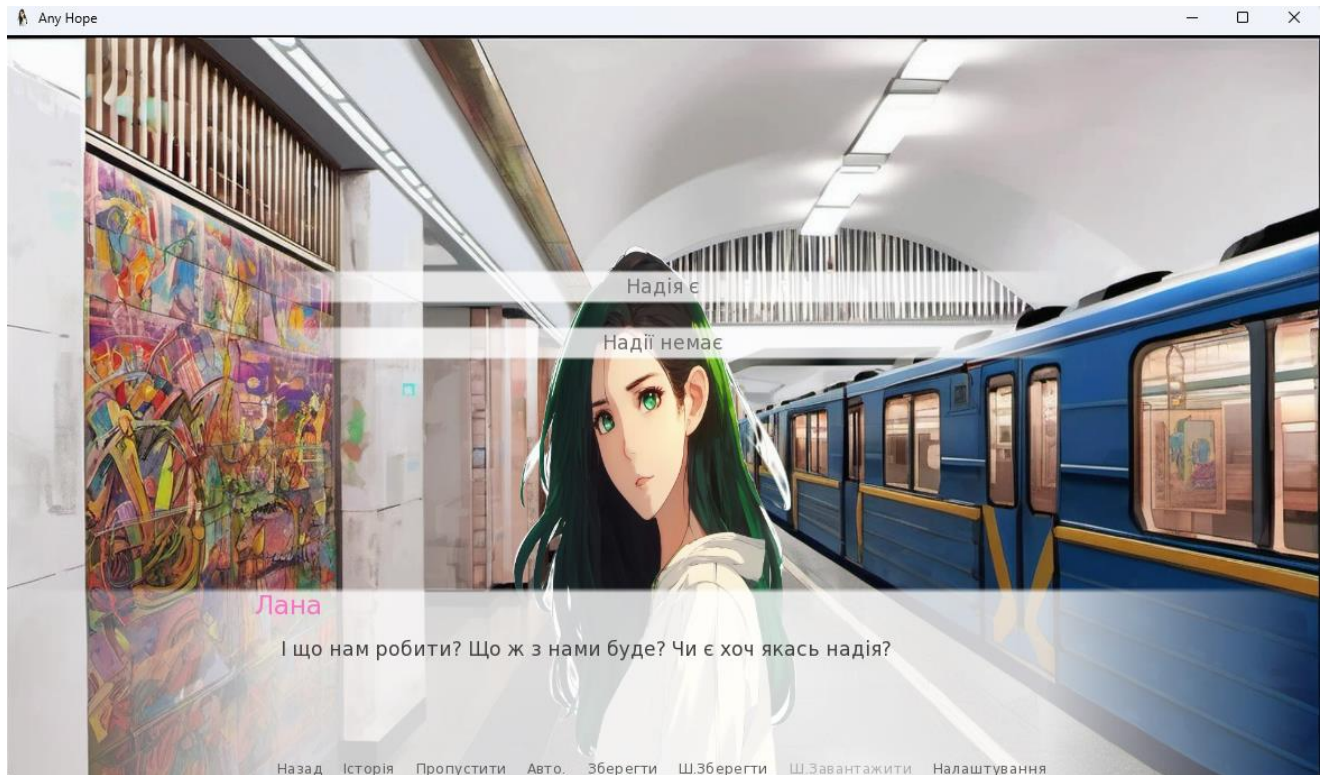 Any Hope
Надія є
Надії немає
Лана
І що нам робити? Що ж з нами буде? Чи є хоч якась надія?
Назад Історія Пропустити Авто. Зберегти Ш.Зберегти Ш.Завантажити Налаштування